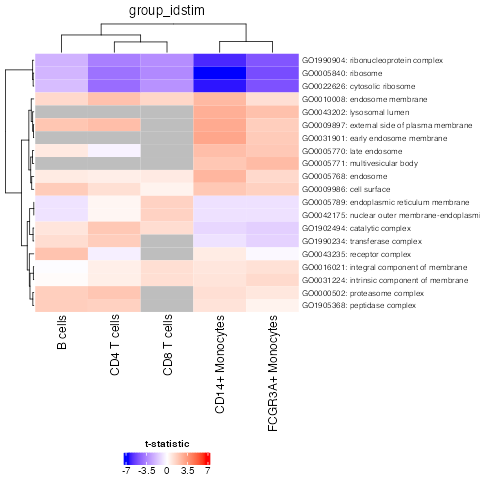 group_idstim
GO1990904: ribonucleoprotein complex
GO0005840: ribosome
GO0022626: cytosolic ribosome
GO0010008: endosome membrane
GO0043202: lysosomal lumen
GO0009897: external side of plasma membrane
GO0031901: early endosome membrane
GO0005770: late endosome
GO0005771: multivesicular body
GO0005768: endosome
GO0009986: cell surface
GO0005789: endoplasmic reticulum membrane
GO0042175: nuclear outer membrane-endoplasmi
GO1902494: catalytic complex
GO1990234: transferase complex
GO0043235: receptor complex
GO0016021: integral component of membrane
GO0031224: intrinsic component of membrane
GO0000502: proteasome complex
GO1905368: peptidase complex
B cells
CD4 T cells
CD8 T cells
CD14+ Monocytes
FCGR3A+ Monocytes
t-statistic
-7 -3.5 0 3.5 7